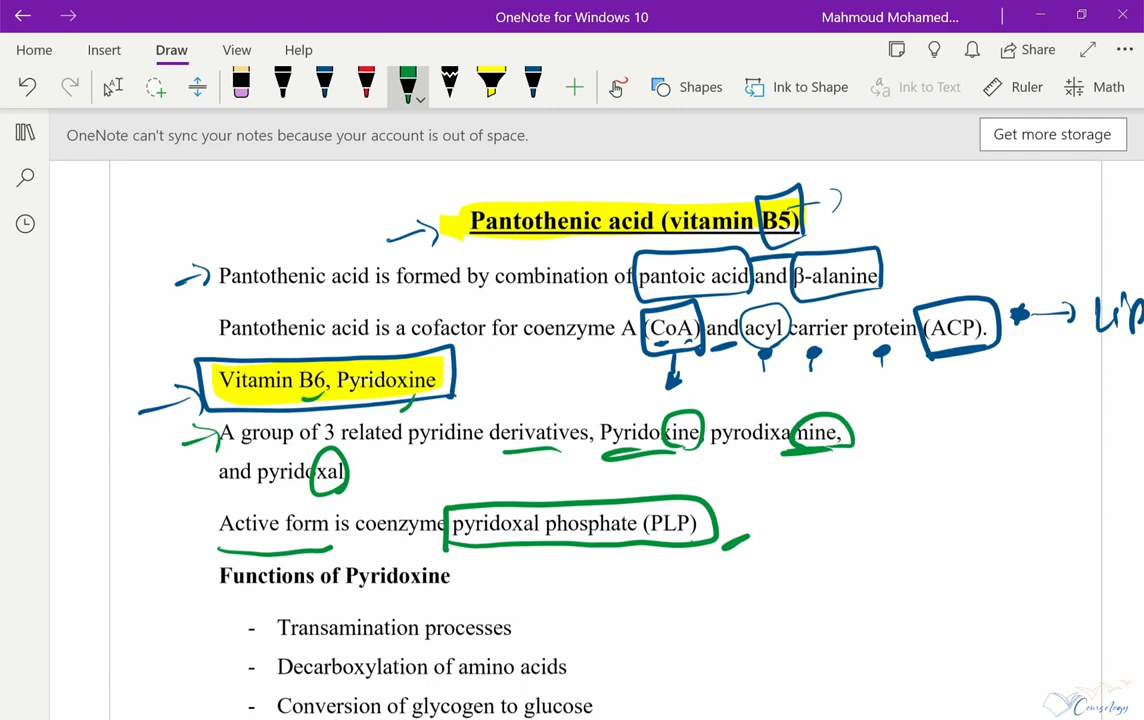 OneNote for Windows 10
Mahmoud Mohamed...
Home Insert Draw View Help Share
Shapes Ink to Shape Ink to Text Ruler Math
OneNote can't sync your notes because your account is out of space. Get more storage
Pantothenic acid (vitamin B5)
Pantothenic acid is formed by combination of pantoic acid and β-alanine
Pantothenic acid is a cofactor for coenzyme A (CoA) and acyl carrier protein (ACP). Lip
Vitamin B6, Pyridoxine
A group of 3 related pyridine derivatives, Pyridoxine, pyrodixamine,
and pyridoxal
Active form is coenzyme pyridoxal phosphate (PLP)
Functions of Pyridoxine
- Transamination processes
- Decarboxylation of amino acids
- Conversion of glycogen to glucose
Courology